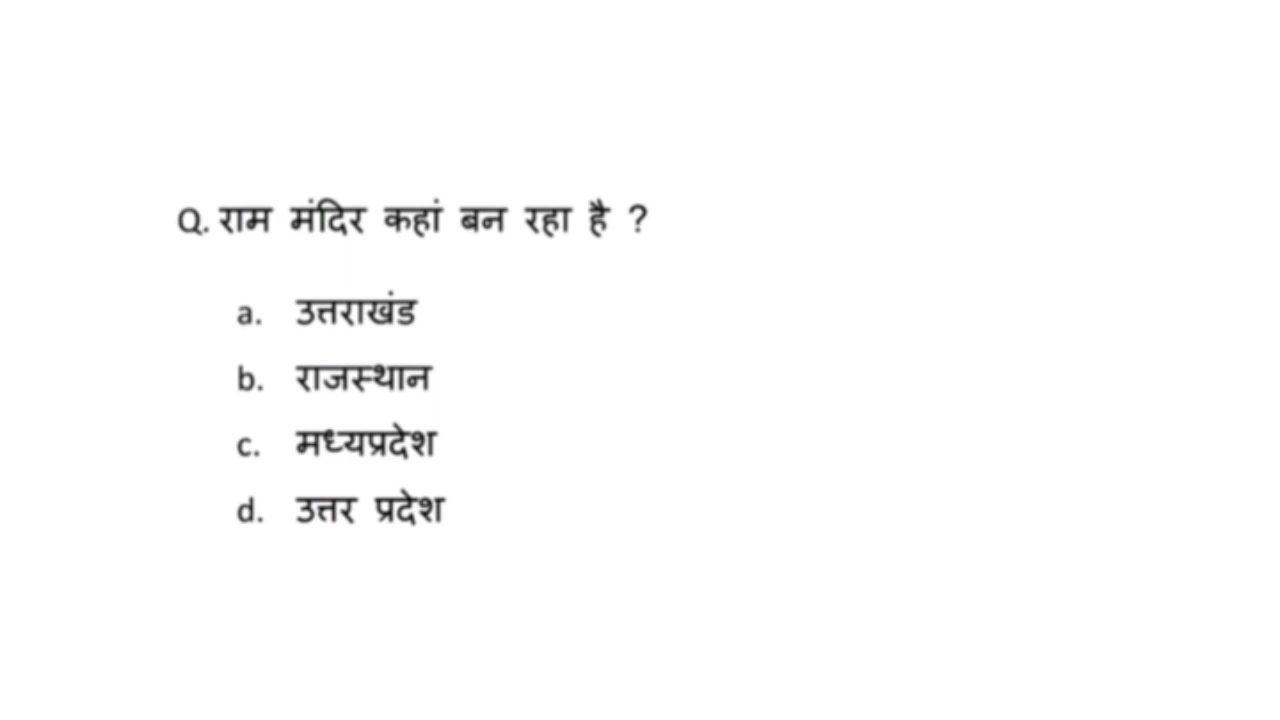 Q. राम मंदिर कहां बन रहा है ?
a. उत्तराखंड
b. राजस्थान
c. मध्यप्रदेश
d. उत्तर प्रदेश